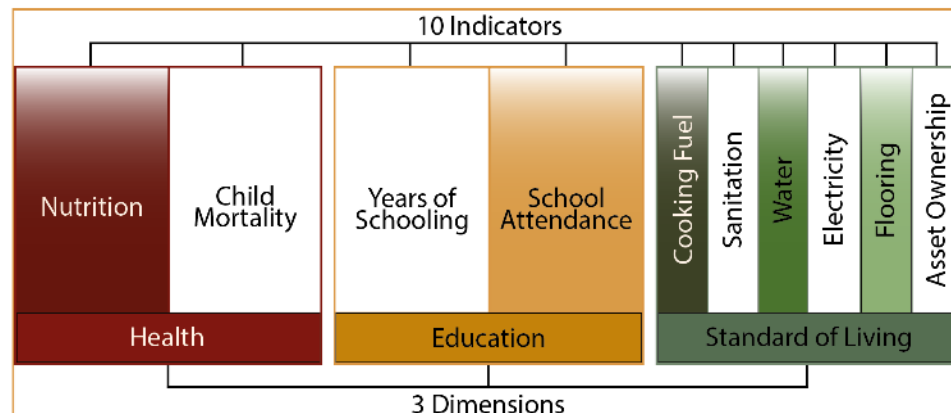 10 Indicators
Nutrition
Child
Mortality
Years of
Schooling
School
Attendance
Cooking Fuel
Sanitation
Water
Electricity
Flooring
Asset Ownership
Health
Education
Standard of Living
3 Dimensions